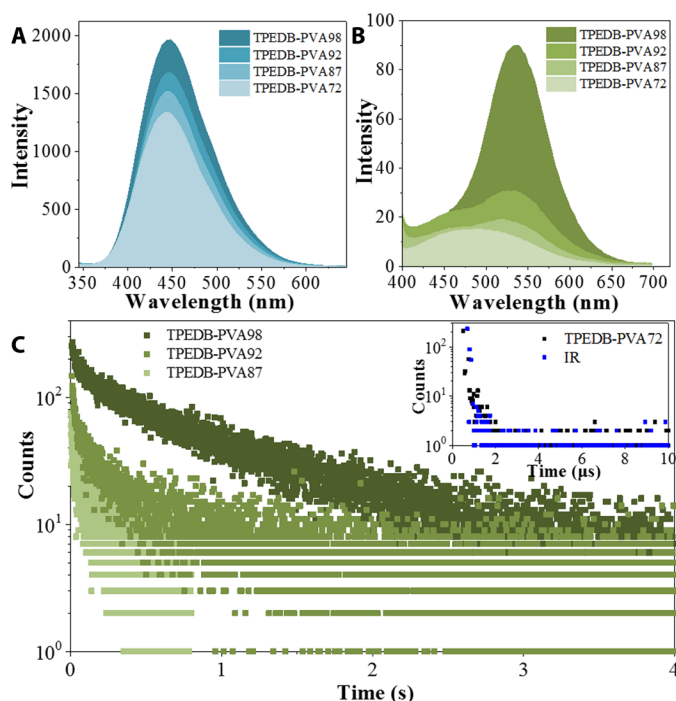 A
TPEDB-PVA98
TPEDB-PVA92
TPEDB-PVA87
TPEDB-PVA72
2000
1500
1000
500
0
Intensity
345 400 450 500 550 600
Wavelength (nm)
B
TPEDB-PVA98
TPEDB-PVA92
TPEDB-PVA87
TPEDB-PVA72
100
80
60
40
20
0
Intensity
400 450 500 550 600 650 700
Wavelength (nm)
C
TPEDB-PVA98
TPEDB-PVA92
TPEDB-PVA87
10²
10¹
10⁰
Counts
0 1 2 3 4
Time (s)
TPEDB-PVA72
IR
10²
10¹
10⁰
Counts
0 2 4 6 8 10
Time (μs)